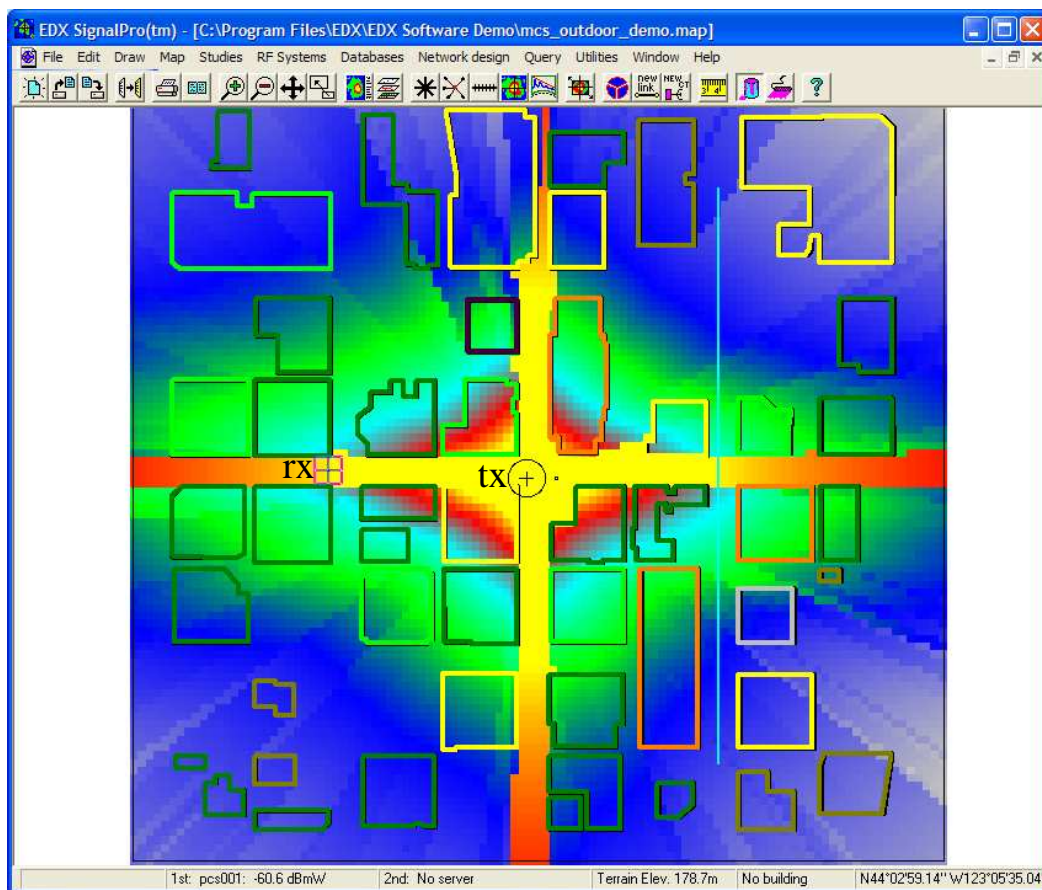 EDX SignalPro(tm) - [C:\Program Files\EDX\EDX Software Demo\mcs_outdoor_demo.map]
File Edit Draw Map Studies RF Systems Databases Network design Query Utilities Window Help
new link NEW
rx
tx
1st: pcs001: -60.6 dBmW 2nd: No server Terrain Elev. 178.7m No building N44°02'59.14'' W123°05'35.04